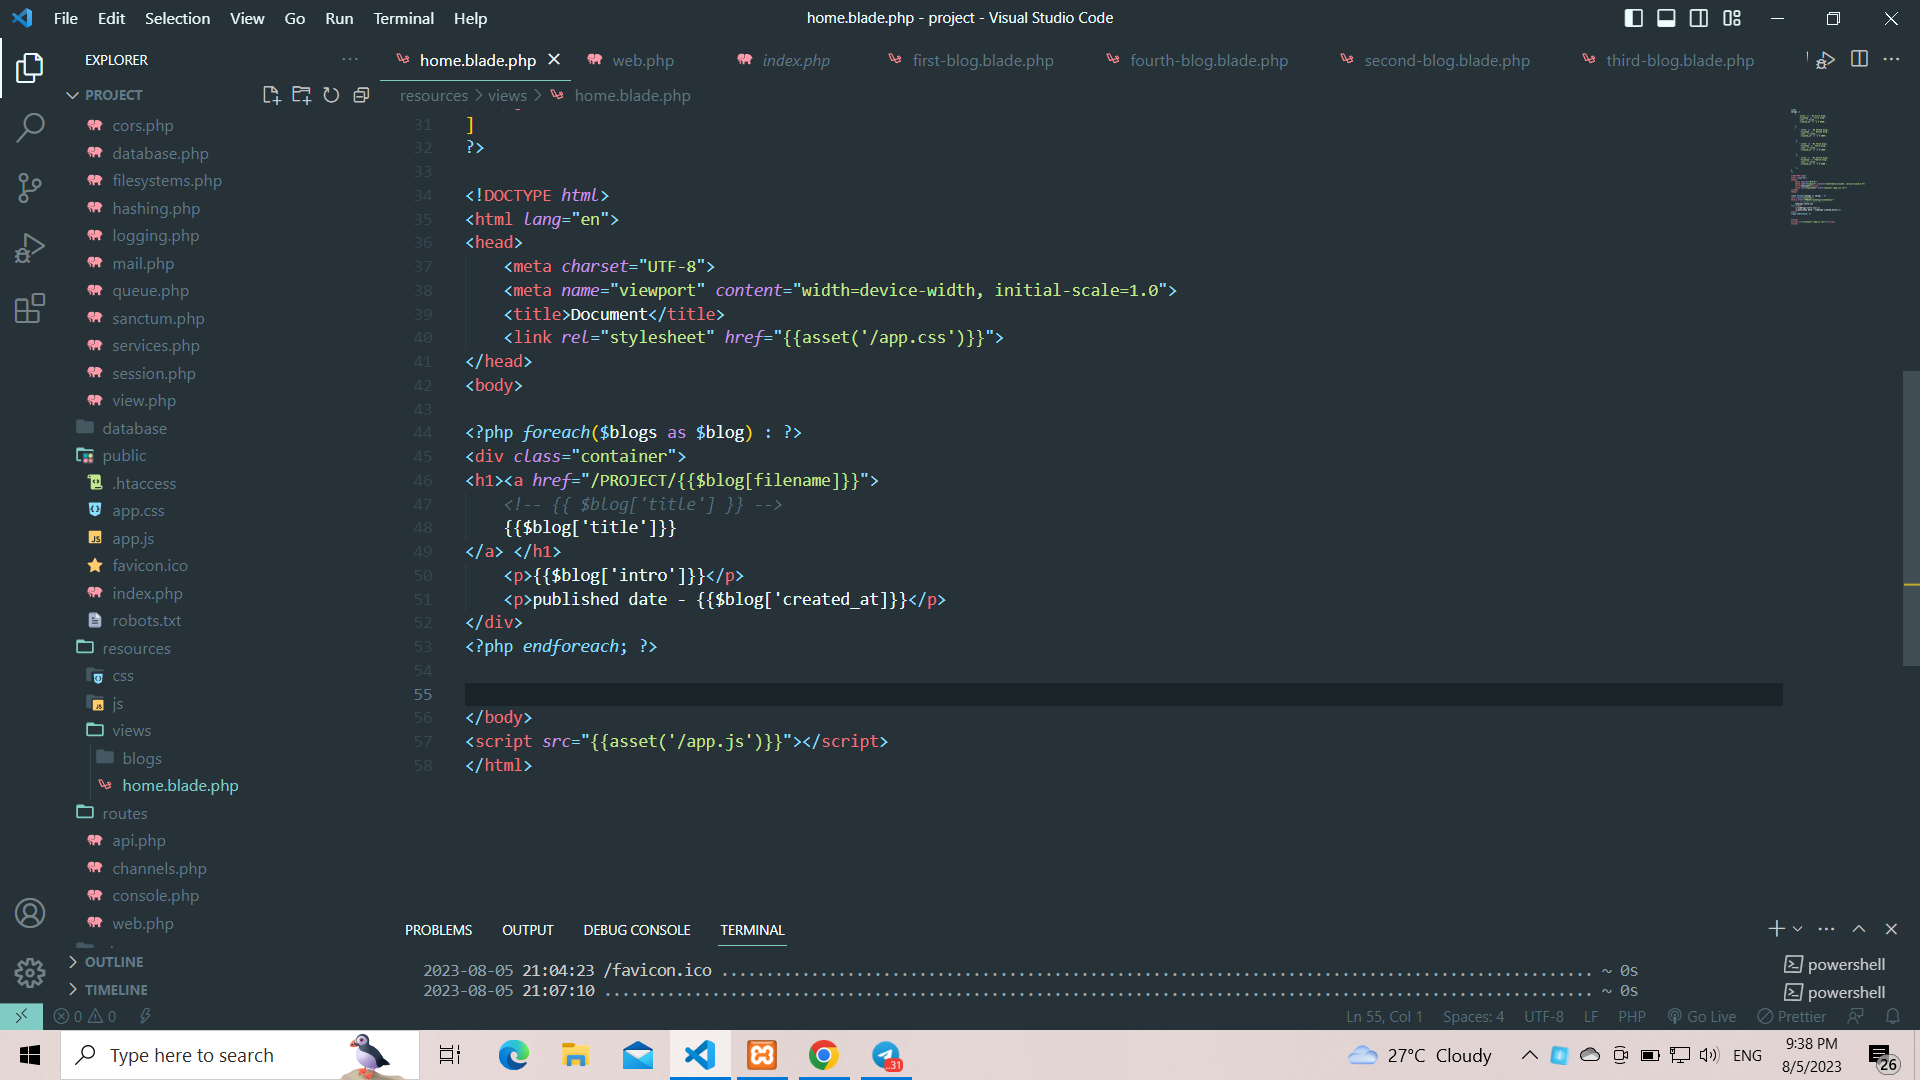 File Edit Selection View Go Run Terminal Help
home.blade.php - project - Visual Studio Code
EXPLORER
home.blade.php
web.php
index.php
first-blog.blade.php
fourth-blog.blade.php
second-blog.blade.php
third-blog.blade.php
PROJECT
resources > views > home.blade.php
cors.php
database.php
filesystems.php
hashing.php
logging.php
mail.php
queue.php
sanctum.php
services.php
session.php
view.php
database
public
.htaccess
app.css
app.js
favicon.ico
index.php
robots.txt
resources
css
js
views
blogs
home.blade.php
routes
api.php
channels.php
console.php
web.php
OUTLINE
TIMELINE
31 ]
32 ?>
33
34 <!DOCTYPE html>
35 <html lang="en">
36 <head>
37 <meta charset="UTF-8">
38 <meta name="viewport" content="width=device-width, initial-scale=1.0">
39 <title>Document</title>
40 <link rel="stylesheet" href="{{asset('/app.css')}}">
41 </head>
42 <body>
43
44 <?php foreach($blogs as $blog) : ?>
45 <div class="container">
46 <h1><a href="/PROJECT/{{$blog[filename]}}">
47 <!-- {{ $blog['title'] }} -->
48 {{$blog['title']}}
49 </a> </h1>
50 <p>{{$blog['intro']}}</p>
51 <p>published date - {{$blog['created_at]}}</p>
52 </div>
53 <?php endforeach; ?>
54
55
56 </body>
57 <script src="{{asset('/app.js')}}"></script>
58 </html>
PROBLEMS OUTPUT DEBUG CONSOLE TERMINAL
2023-08-05 21:04:23 /favicon.ico ........................................................................................ ~ 0s
2023-08-05 21:07:10 .................................................................................................... ~ 0s
powershell
powershell
0 0
Ln 55, Col 1 Spaces: 4 UTF-8 LF PHP Go Live Prettier
Type here to search
31
27°C Cloudy
ENG
9:38 PM
8/5/2023
26